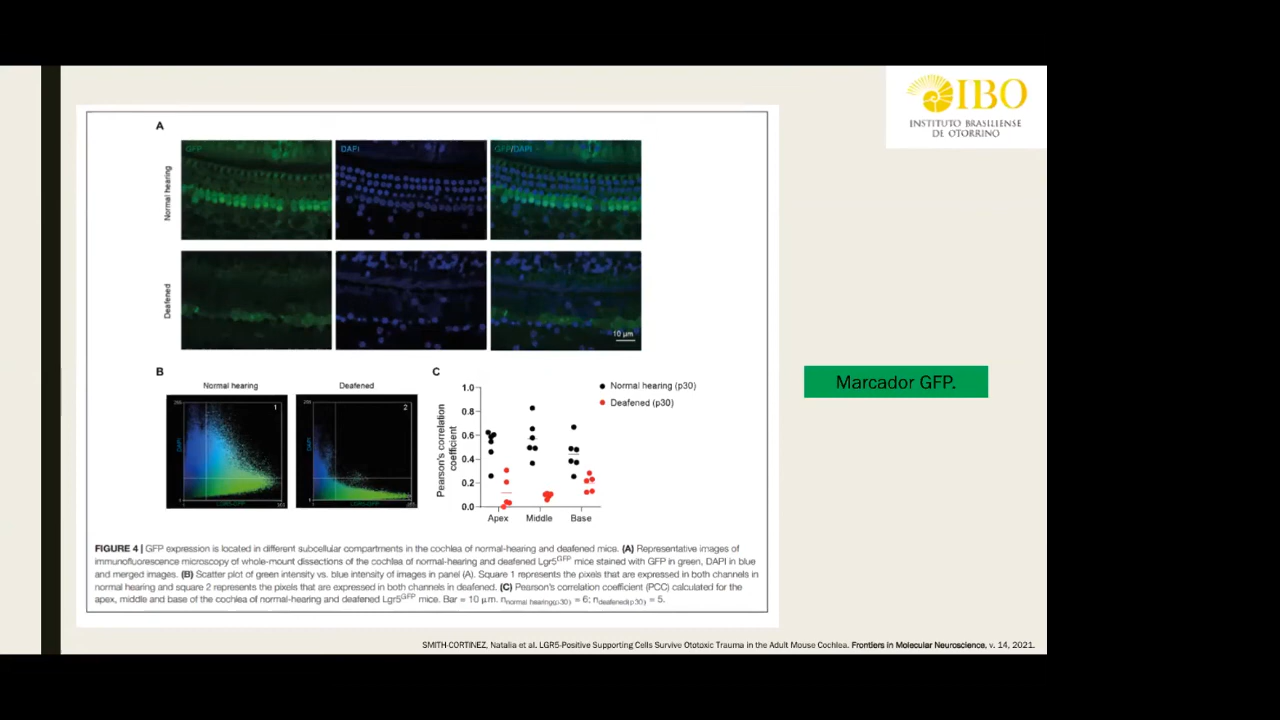 IBO
INSTITUTO BRASILIENSE
DE OTORRINO
A
GFP
DAPI
GFP/DAPI
Normal hearing
Deafened
10 μm
B
Normal hearing
Deafened
DAPI
1
2
C
Pearson's correlation
coefficient
1.0
0.8
0.6
0.4
0.2
0.0
Apex
Middle
Base
Normal hearing (p30)
Deafened (p30)
Marcador GFP.
FIGURE 4 | GFP expression is located in different subcellular compartments in the cochlea of normal-hearing and deafened mice. (A) Representative images of
immunofluorescence microscopy of whole-mount dissections of the cochlea of normal-hearing and deafened Lgr5GFP mice stained with GFP in green, DAPI in blue
and merged images. (B) Scatter plot of green intensity vs. blue intensity of images in panel (A). Square 1 represents the pixels that are expressed in both channels in
normal hearing and square 2 represents the pixels that are expressed in both channels in deafened. (C) Pearson's correlation coefficient (PCC) calculated for the
apex, middle and base of the cochlea of normal-hearing and deafened Lgr5GFP mice. Bar = 10 μm. nnormal hearing(p30) = 6; ndeafened(p30) = 5.
SMITH-CORTINEZ, Natalia et al. LGR5-Positive Supporting Cells Survive Ototoxic Trauma in the Adult Mouse Cochlea. Frontiers in Molecular Neuroscience, v. 14, 2021.